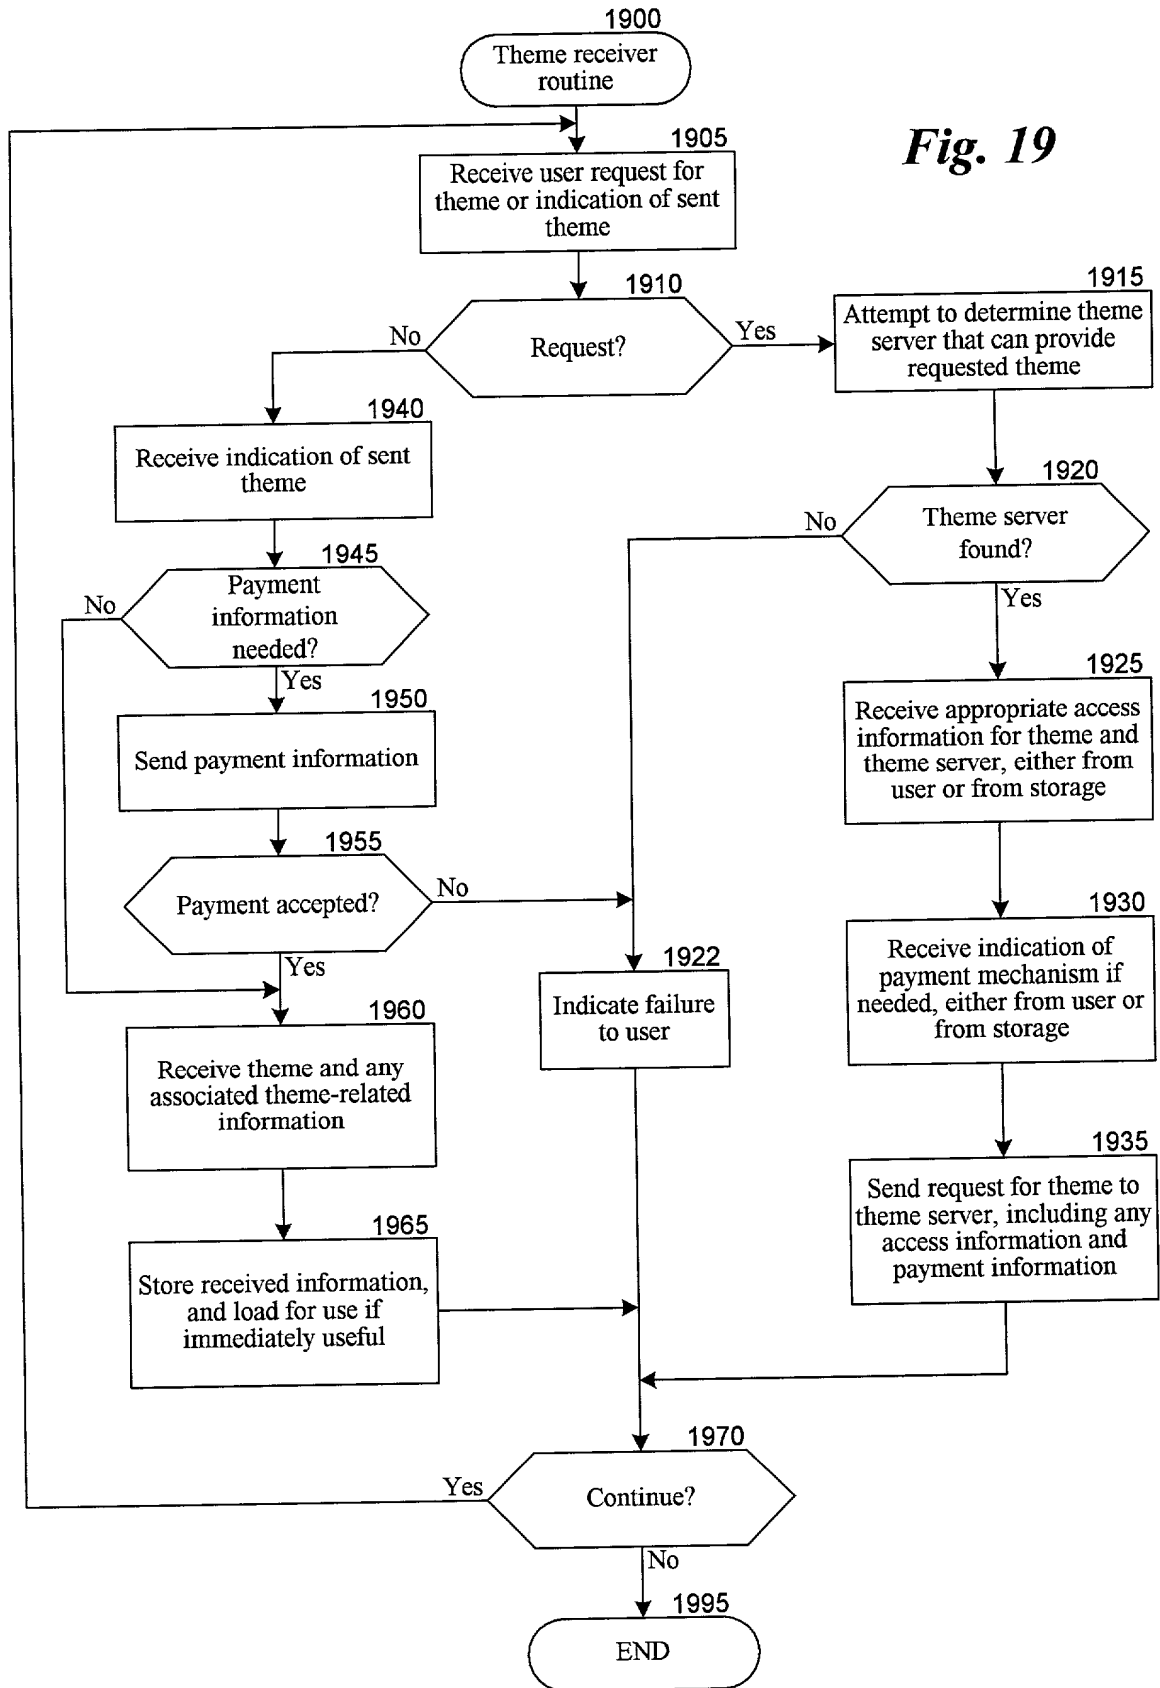 1900
Theme receiver
routine
Fig. 19
1905
Receive user request for
theme or indication of sent
theme
1910
Request?
No
Yes
1915
Attempt to determine theme
server that can provide
requested theme
1940
Receive indication of sent
theme
1920
Theme server
found?
No
Yes
1945
Payment
information
needed?
No
Yes
1925
Receive appropriate access
information for theme and
theme server, either from
user or from storage
1950
Send payment information
1955
Payment accepted?
No
Yes
1930
Receive indication of
payment mechanism if
needed, either from user or
from storage
1922
Indicate failure
to user
1960
Receive theme and any
associated theme-related
information
1935
Send request for theme to
theme server, including any
access information and
payment information
1965
Store received information,
and load for use if
immediately useful
1970
Continue?
Yes
No
1995
END